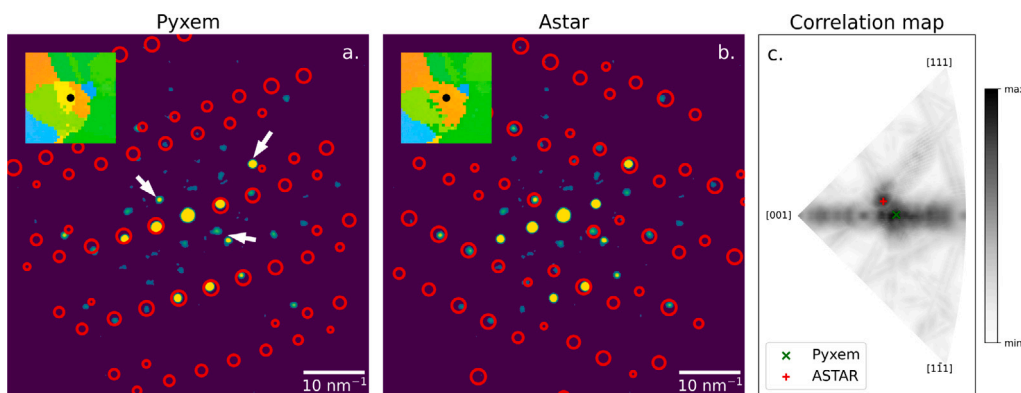 Pyxem
Astar
Correlation map
a.
b.
c.
[111]
max
[001]
min
Pyxem
ASTAR
[11̄1]
10 nm⁻¹
10 nm⁻¹